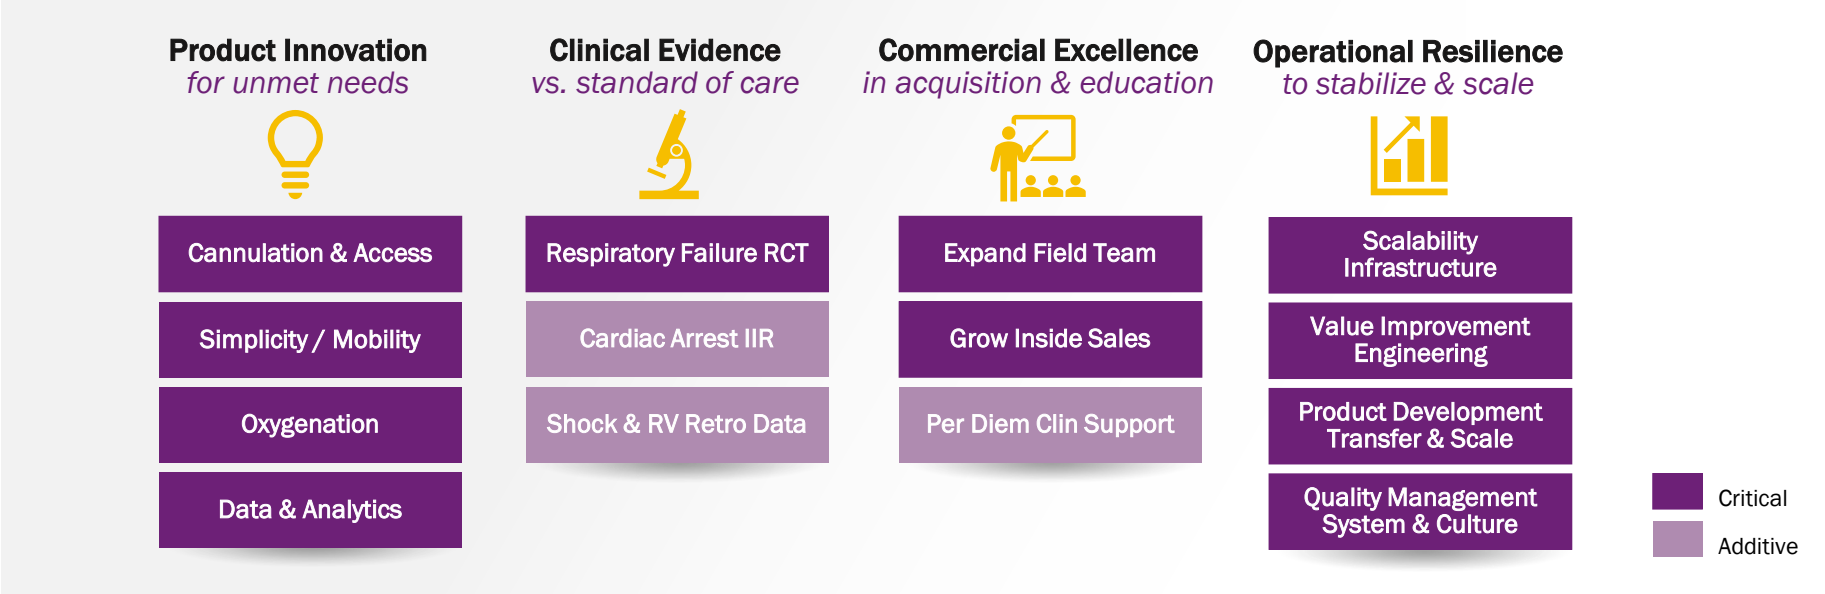 Product Innovation
for unmet needs
Cannulation & Access
Simplicity / Mobility
Oxygenation
Data & Analytics
Clinical Evidence
vs. standard of care
Respiratory Failure RCT
Cardiac Arrest IIR
Shock & RV Retro Data
Commercial Excellence
in acquisition & education
Expand Field Team
Grow Inside Sales
Per Diem Clin Support
Operational Resilience
to stabilize & scale
Scalability
Infrastructure
Value Improvement
Engineering
Product Development
Transfer & Scale
Quality Management
System & Culture
Critical
Additive